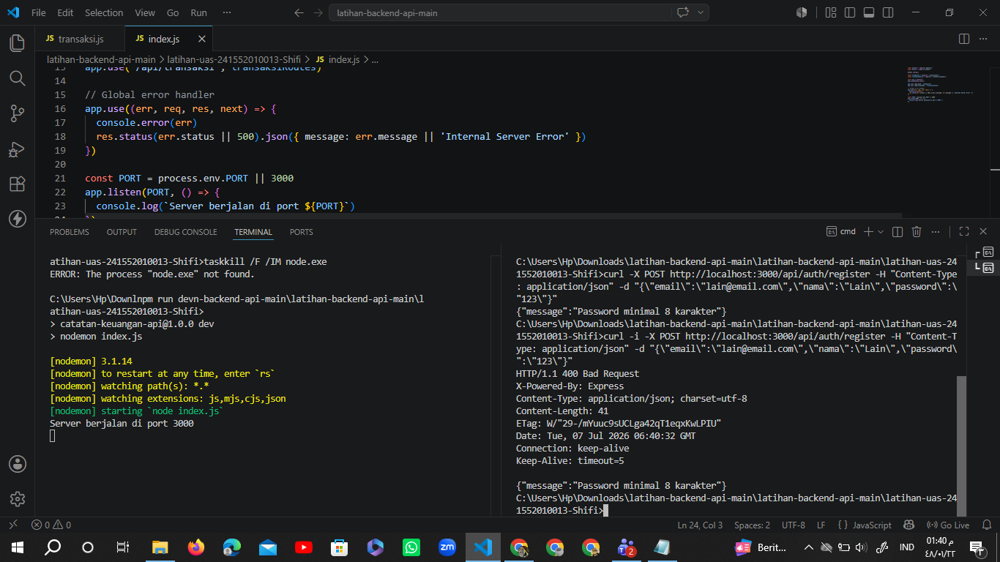 File Edit Selection View Go Run ···
latihan-backend-api-main
JS transaksi.js
JS index.js
latihan-backend-api-main > latihan-uas-241552010013-Shifi > JS index.js > ...
13 app.use('/api/transaksi', transaksiRoutes)
14
15 // Global error handler
16 app.use((err, req, res, next) => {
17 console.error(err)
18 res.status(err.status || 500).json({ message: err.message || 'Internal Server Error' })
19 })
20
21 const PORT = process.env.PORT || 3000
22 app.listen(PORT, () => {
23 console.log(`Server berjalan di port ${PORT}`)
24 })
PROBLEMS OUTPUT DEBUG CONSOLE TERMINAL PORTS
cmd
atihan-uas-241552010013-Shifi>taskkill /F /IM node.exe
ERROR: The process "node.exe" not found.
C:\Users\Hp\Downlnpm run devn-backend-api-main\latihan-backend-api-main\l
atihan-uas-241552010013-Shifi>
> catatan-keuangan-api@1.0.0 dev
> nodemon index.js
[nodemon] 3.1.14
[nodemon] to restart at any time, enter `rs`
[nodemon] watching path(s): *.*
[nodemon] watching extensions: js,mjs,cjs,json
[nodemon] starting `node index.js`
Server berjalan di port 3000
C:\Users\Hp\Downloads\latihan-backend-api-main\latihan-backend-api-main\latihan-uas-24
1552010013-Shifi>curl -X POST http://localhost:3000/api/auth/register -H "Content-Type
: application/json" -d "{\"email\":\"lain@email.com\",\"nama\":\"Lain\",\"password\":\
"123\"}"
{"message":"Password minimal 8 karakter"}
C:\Users\Hp\Downloads\latihan-backend-api-main\latihan-backend-api-main\latihan-uas-24
1552010013-Shifi>curl -i -X POST http://localhost:3000/api/auth/register -H "Content-T
ype: application/json" -d "{\"email\":\"lain@email.com\",\"nama\":\"Lain\",\"password\
":\"123\"}"
HTTP/1.1 400 Bad Request
X-Powered-By: Express
Content-Type: application/json; charset=utf-8
Content-Length: 41
ETag: W/"29-/mYuuc9sUCLga42qT1eqxKwLPIU"
Date: Tue, 07 Jul 2026 06:40:32 GMT
Connection: keep-alive
Keep-Alive: timeout=5
{"message":"Password minimal 8 karakter"}
C:\Users\Hp\Downloads\latihan-backend-api-main\latihan-backend-api-main\latihan-uas-24
1552010013-Shifi>
0 0
Ln 24, Col 3 Spaces: 2 UTF-8 LF { } JavaScript Go Live
zm
2
Berit...
IND
01:40 م
٤٨/٠١/٢٢
٣